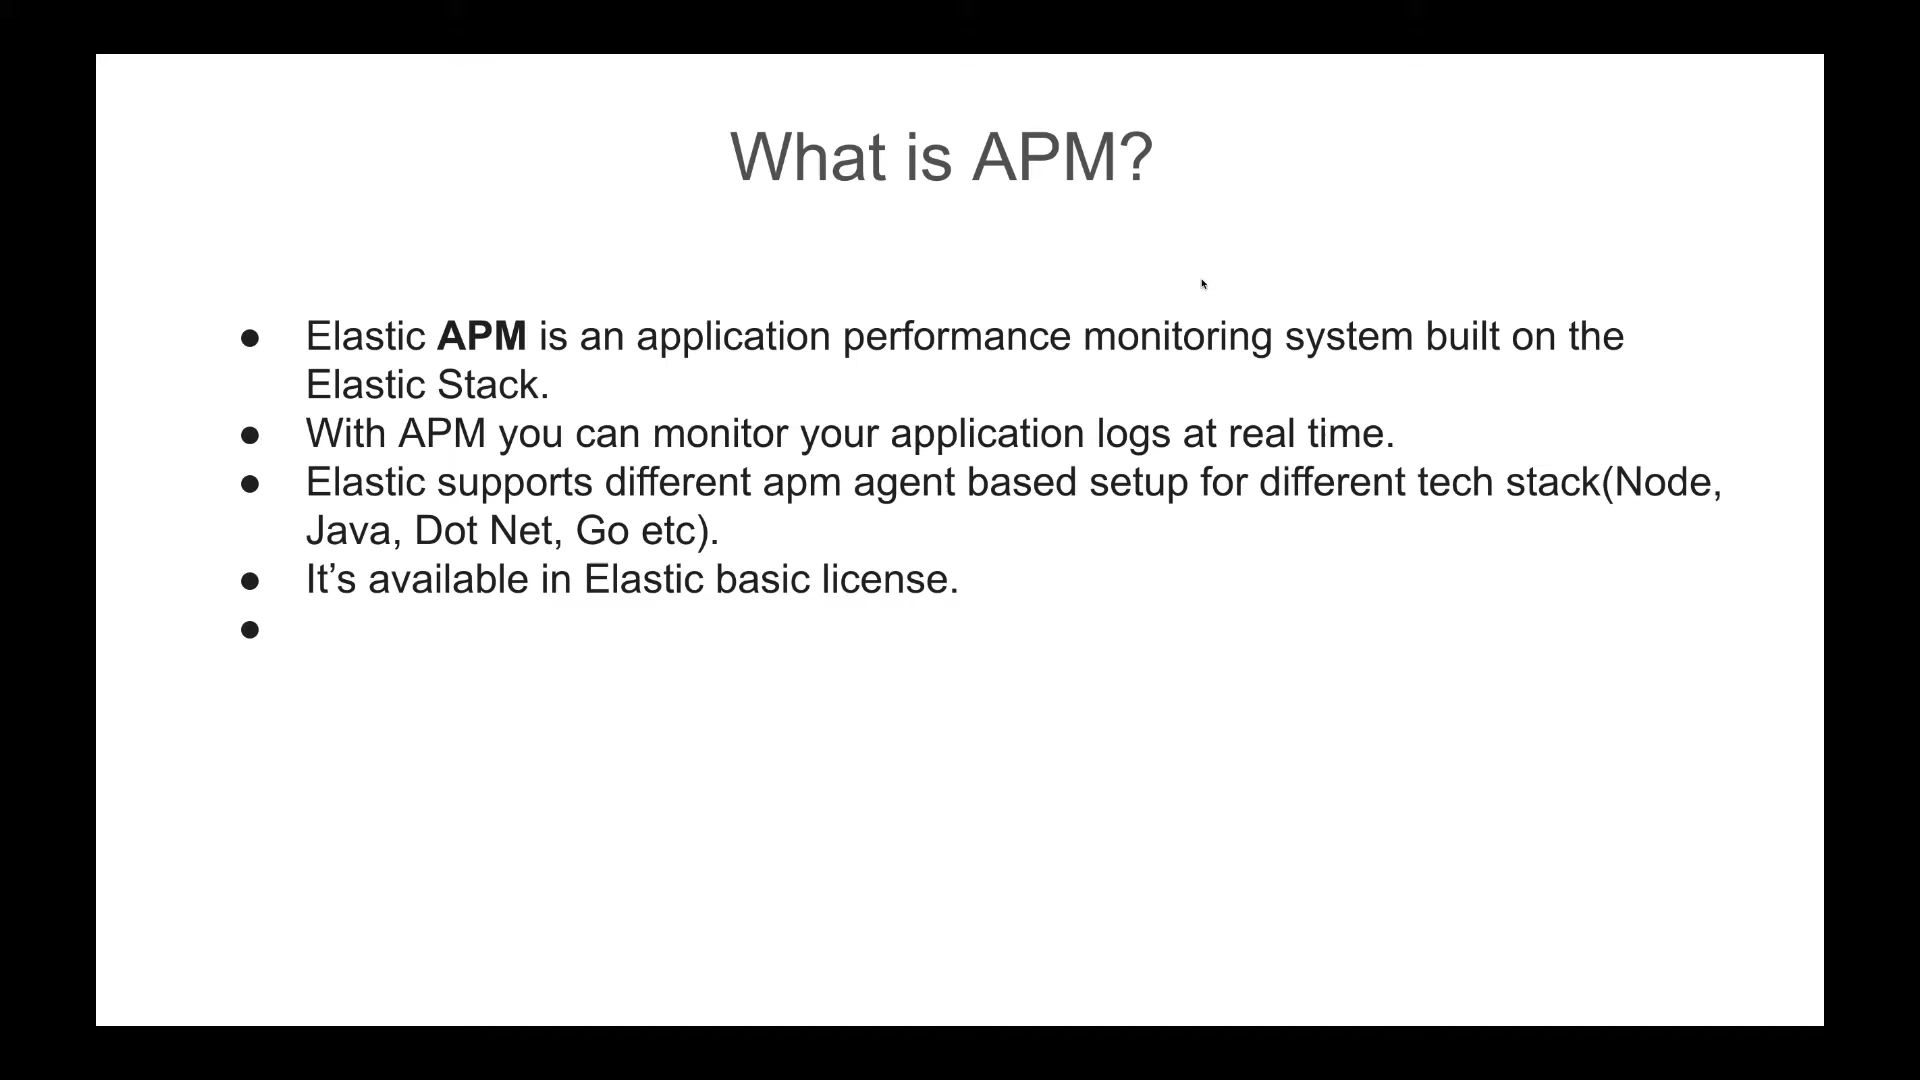 What is APM?
● Elastic APM is an application performance monitoring system built on the
Elastic Stack.
● With APM you can monitor your application logs at real time.
● Elastic supports different apm agent based setup for different tech stack(Node,
Java, Dot Net, Go etc).
● It’s available in Elastic basic license.
●